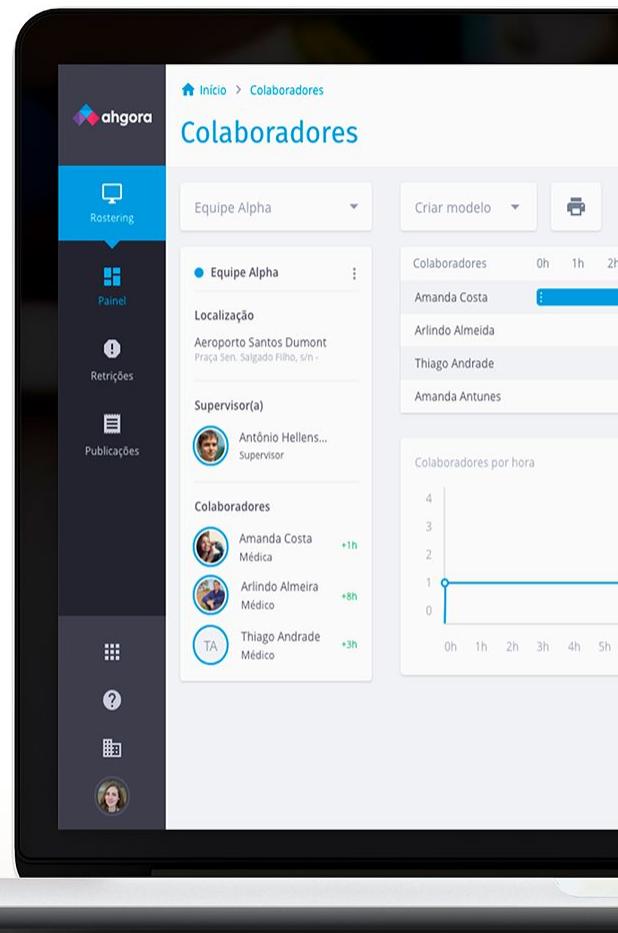 ahgora
Rostering
Painel
Retrições
Publicações
Início > Colaboradores
Colaboradores
Equipe Alpha
Equipe Alpha
Localização
Aeroporto Santos Dumont
Praça Sen. Salgado Filho, s/n -
Supervisor(a)
Antônio Hellens...
Supervisor
Colaboradores
Amanda Costa +1h
Médica
Arlindo Almeira +8h
Médico
TA Thiago Andrade +3h
Médico
Criar modelo
Colaboradores 0h 1h 2h
Amanda Costa
Arlindo Almeida
Thiago Andrade
Amanda Antunes
Colaboradores por hora
4
3
2
1
0
0h 1h 2h 3h 4h 5h